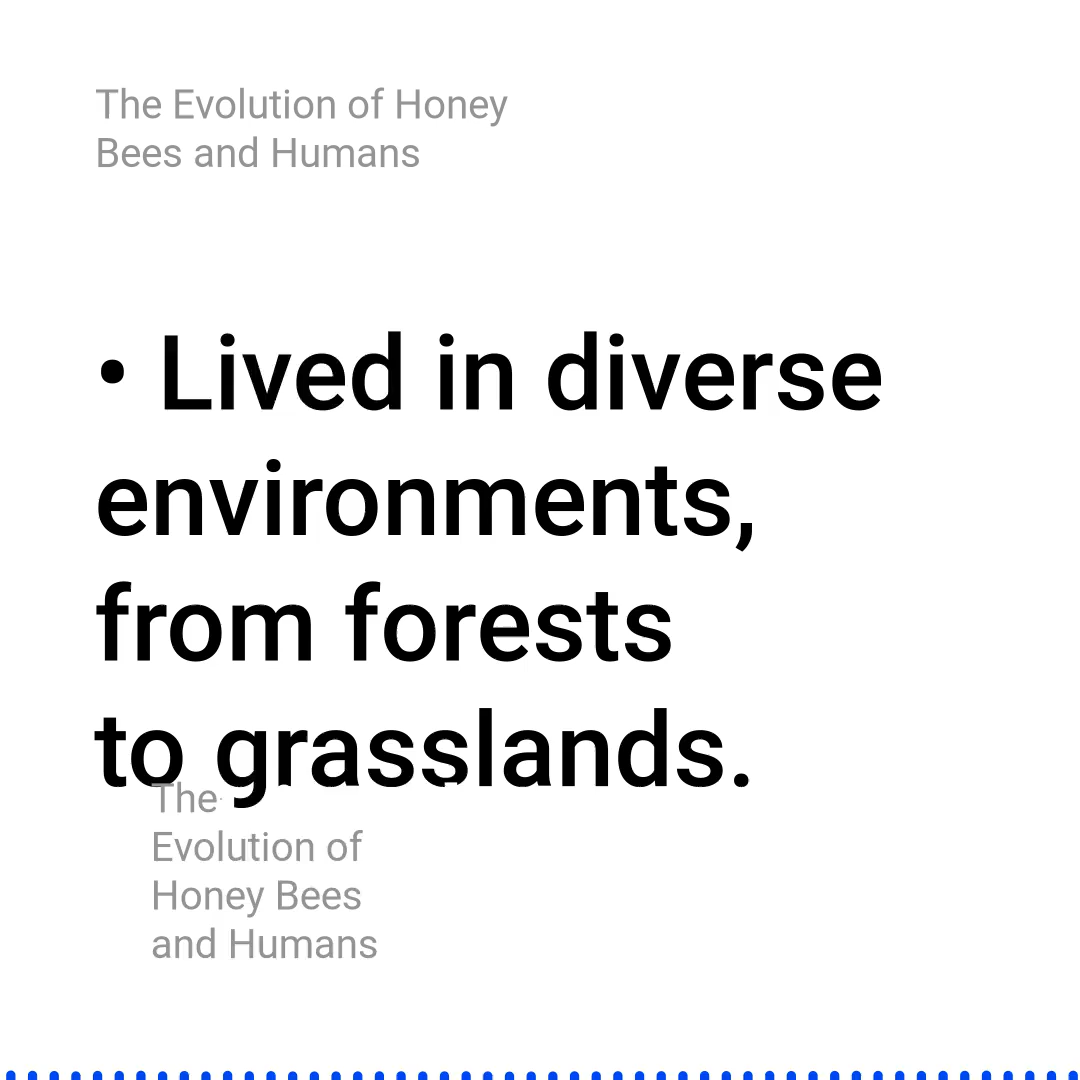 The Evolution of Honey
Bees and Humans
• Lived in diverse
environments,
from forests
to grasslands.
The
Evolution of
Honey Bees
and Humans